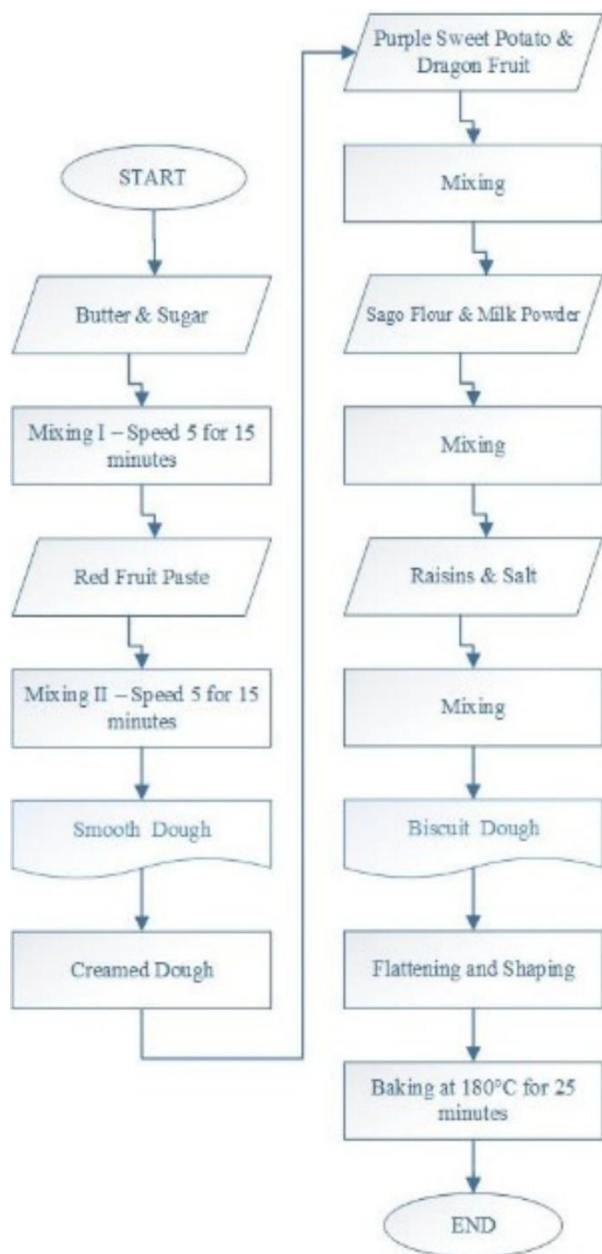 START
Butter & Sugar
Mixing I – Speed 5 for 15
minutes
Red Fruit Paste
Mixing II – Speed 5 for 15
minutes
Smooth Dough
Creamed Dough
Purple Sweet Potato &
Dragon Fruit
Mixing
Sago Flour & Milk Powder
Mixing
Raisins & Salt
Mixing
Biscuit Dough
Flattening and Shaping
Baking at 180°C for 25
minutes
END